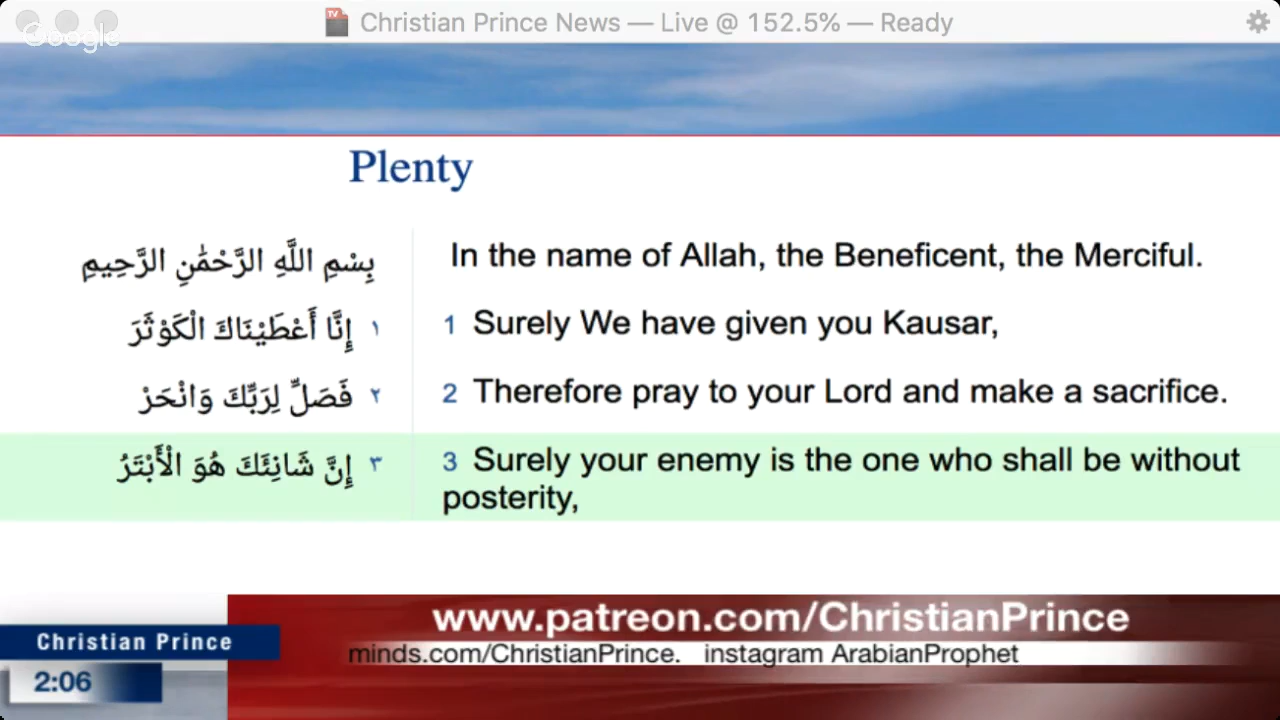 Christian Prince News — Live @ 152.5% — Ready
Google
Plenty
بِسْمِ اللَّهِ الرَّحْمَٰنِ الرَّحِيمِ
In the name of Allah, the Beneficent, the Merciful.
١ إِنَّا أَعْطَيْنَاكَ الْكَوْثَرَ
1 Surely We have given you Kausar,
٢ فَصَلِّ لِرَبِّكَ وَانْحَرْ
2 Therefore pray to your Lord and make a sacrifice.
٣ إِنَّ شَانِئَكَ هُوَ الْأَبْتَرُ
3 Surely your enemy is the one who shall be without
posterity,
www.patreon.com/ChristianPrince
Christian Prince
minds.com/ChristianPrince. instagram ArabianProphet
2:06